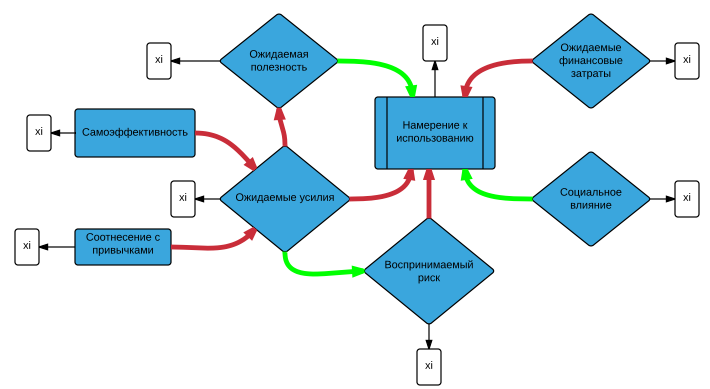 xi
Ожидаемая
полезность
xi
Намерение к
использованию
Ожидаемые
финансовые
затраты
xi
xi
Самоэффективность
xi
Ожидаемые усилия
Социальное
влияние
xi
xi
Соотнесение с
привычками
Воспринимаемый
риск
xi